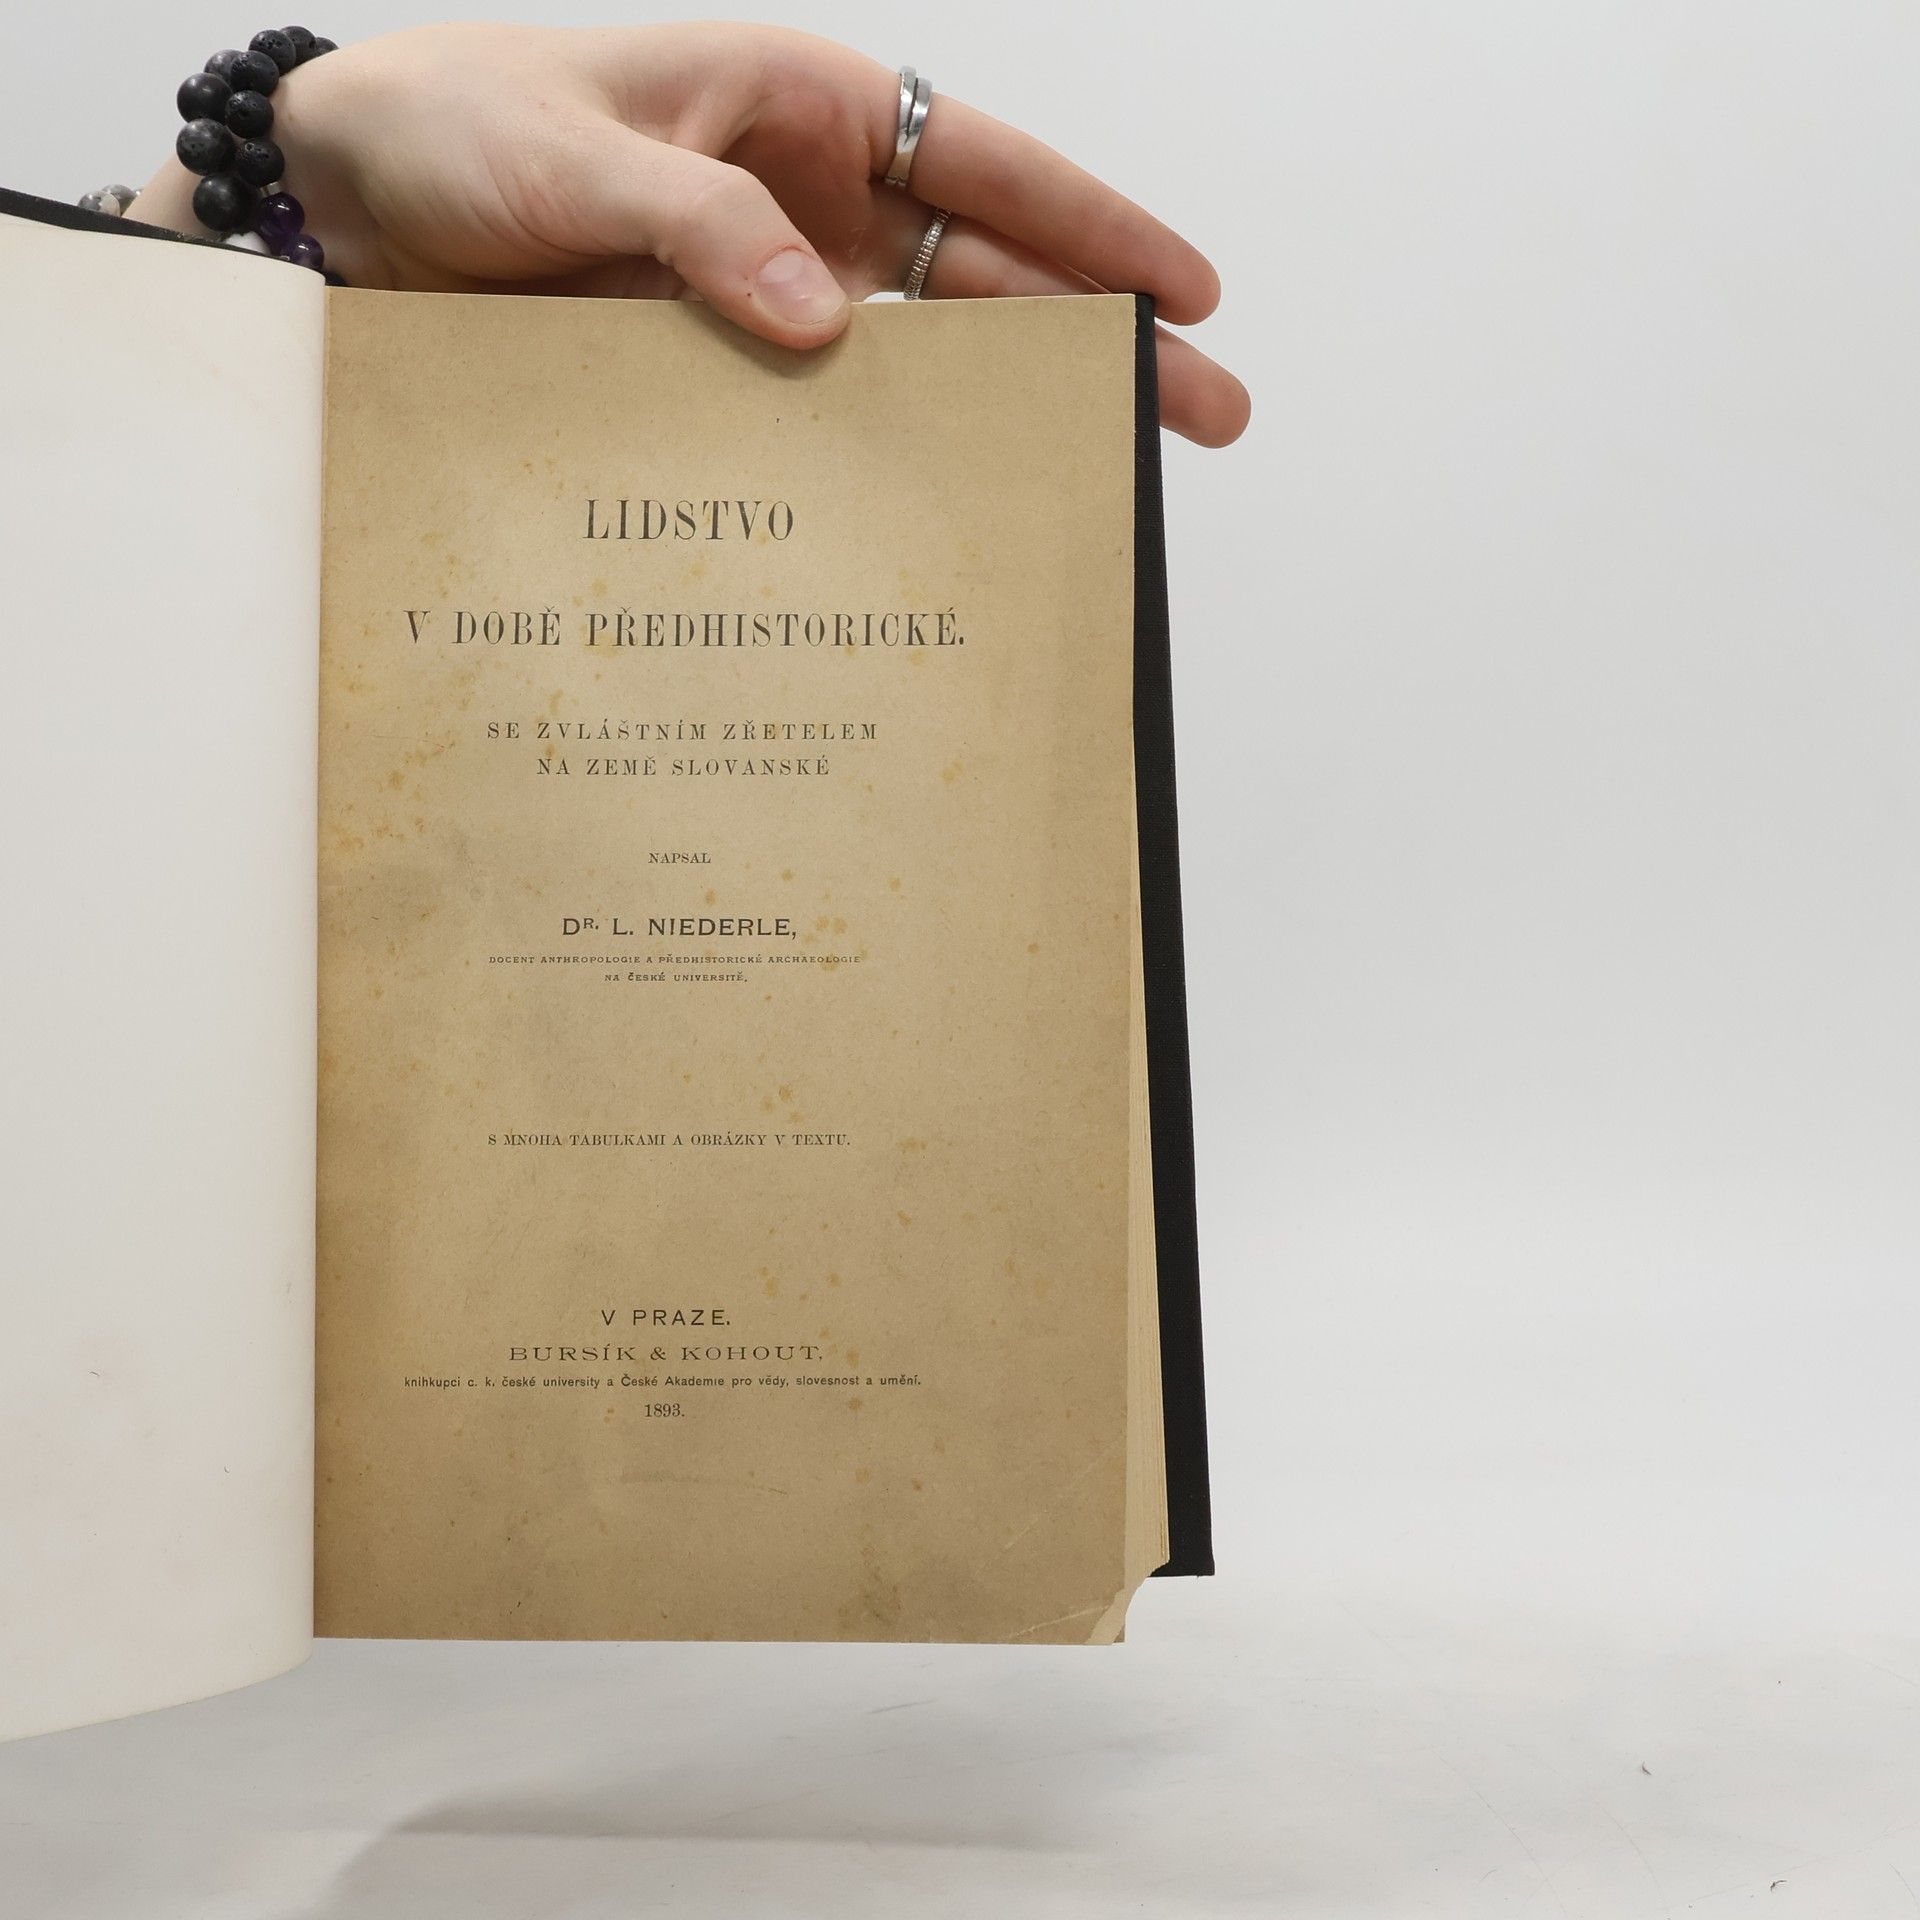 LIDSTVO
V DOBĚ PŘEDHISTORICKÉ.
SE ZVLÁŠTNÍM ZŘETELEM
NA ZEMĚ SLOVANSKÉ
NAPSAL
DR. L. NIEDERLE,
DOCENT ANTHROPOLOGIE A PŘEDHISTORICKÉ ARCHAEOLOGIE
NA ČESKÉ UNIVERSITĚ.
S MNOHA TABULKAMI A OBRÁZKY V TEXTU.
V PRAZE.
BURSÍK & KOHOUT,
knihkupci c. k. české university a České Akademie pro vědy, slovesnost a umění.
1893.